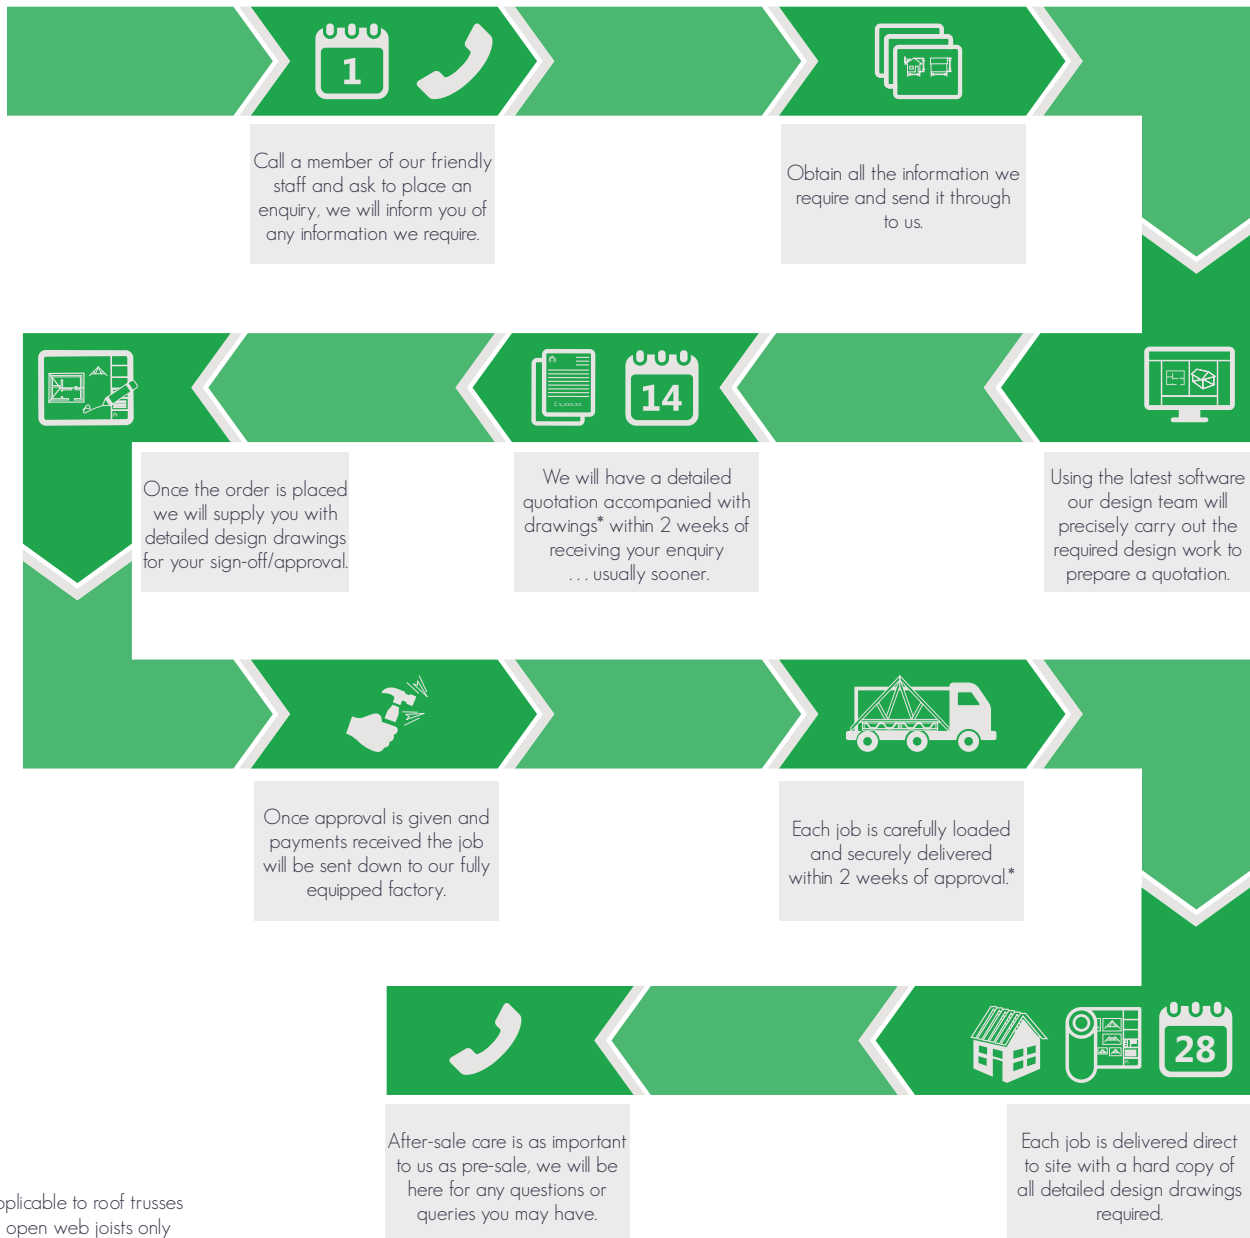 1
Call a member of our friendly
staff and ask to place an
enquiry, we will inform you of
any information we require.
Obtain all the information we
require and send it through
to us.
Using the latest software
our design team will
precisely carry out the
required design work to
prepare a quotation.
£x,xxx.xx
14
We will have a detailed
quotation accompanied with
drawings* within 2 weeks of
receiving your enquiry
... usually sooner.
Once the order is placed
we will supply you with
detailed design drawings
for your sign-off/approval.
Once approval is given and
payments received the job
will be sent down to our fully
equipped factory.
Each job is carefully loaded
and securely delivered
within 2 weeks of approval.*
28
Each job is delivered direct
to site with a hard copy of
all detailed design drawings
required.
After-sale care is as important
to us as pre-sale, we will be
here for any questions or
queries you may have.
pplicable to roof trusses
open web joists only